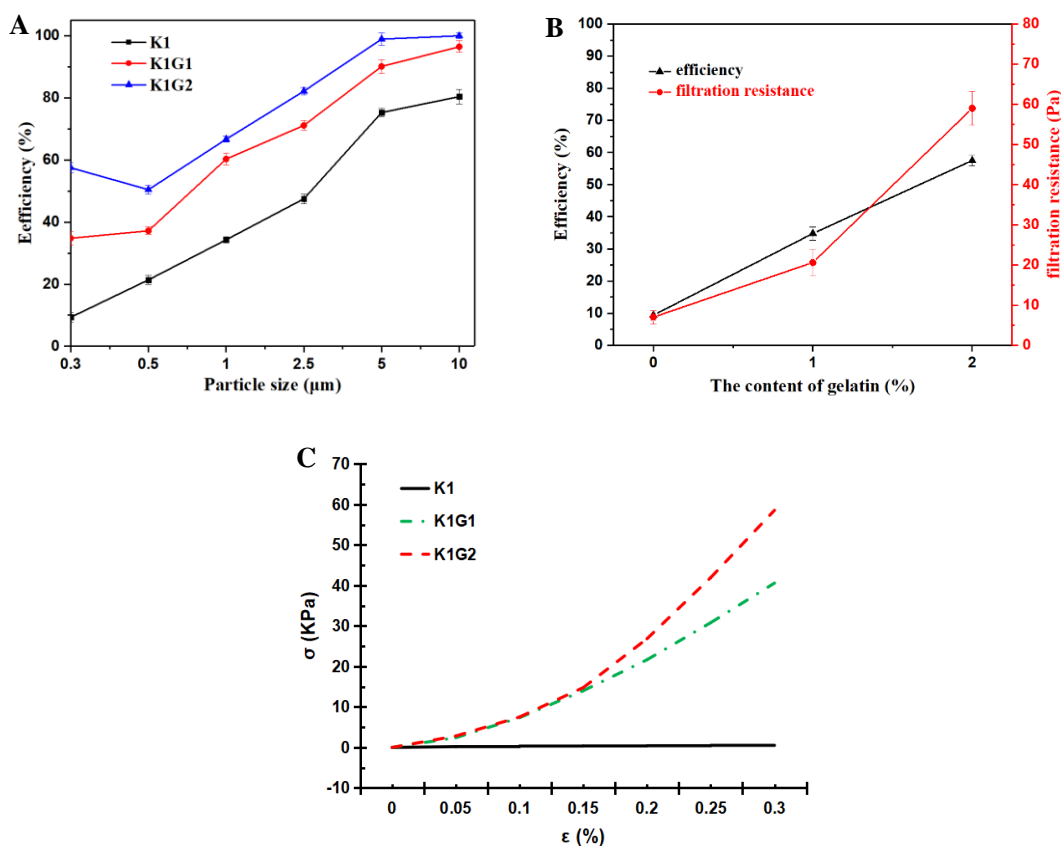 A
K1
K1G1
K1G2
Eefficiency (%)
100
80
60
40
20
0
0.3 0.5 1 2.5 5 10
Particle size (μm)
B
efficiency
filtration resistance
Efficiency (%)
100
90
80
70
60
50
40
30
20
10
0
0 1 2
The content of gelatin (%)
80
70
60
50
40
30
20
10
0
filtration resistance (Pa)
C
K1
K1G1
K1G2
σ (KPa)
70
60
50
40
30
20
10
0
-10
0 0.05 0.1 0.15 0.2 0.25 0.3
ε (%)